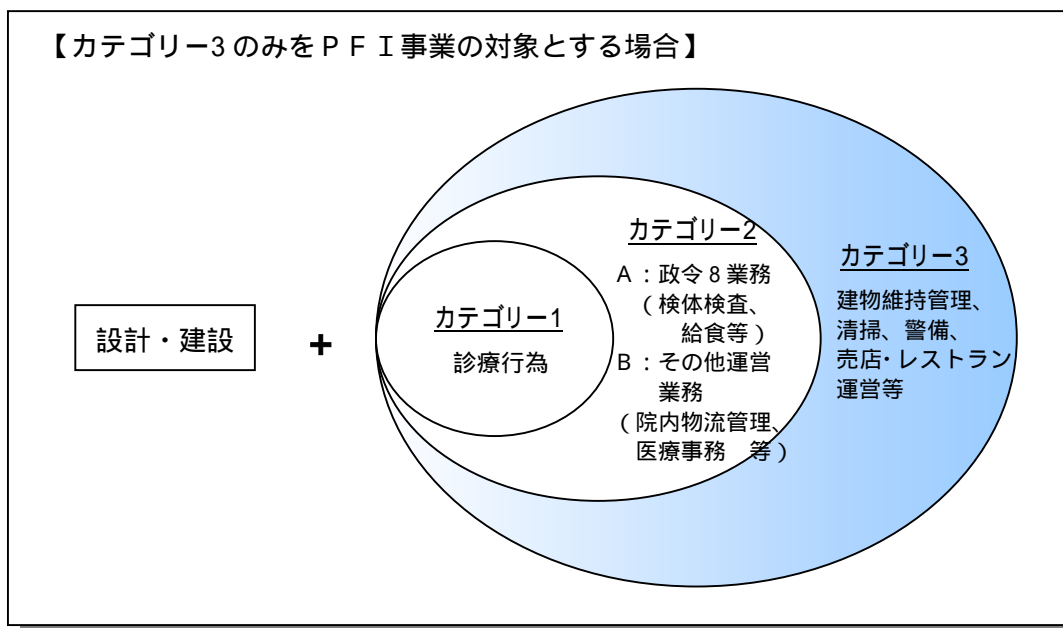 【カテゴリー3のみをＰＦＩ事業の対象とする場合】
設計・建設
+
カテゴリー1
診療行為
カテゴリー2
Ａ：政令８業務
（検体検査、
給食等）
Ｂ：その他運営
業務
（院内物流管理、
医療事務　等）
カテゴリー3
建物維持管理、
清掃、警備、
売店・レストラン
運営等